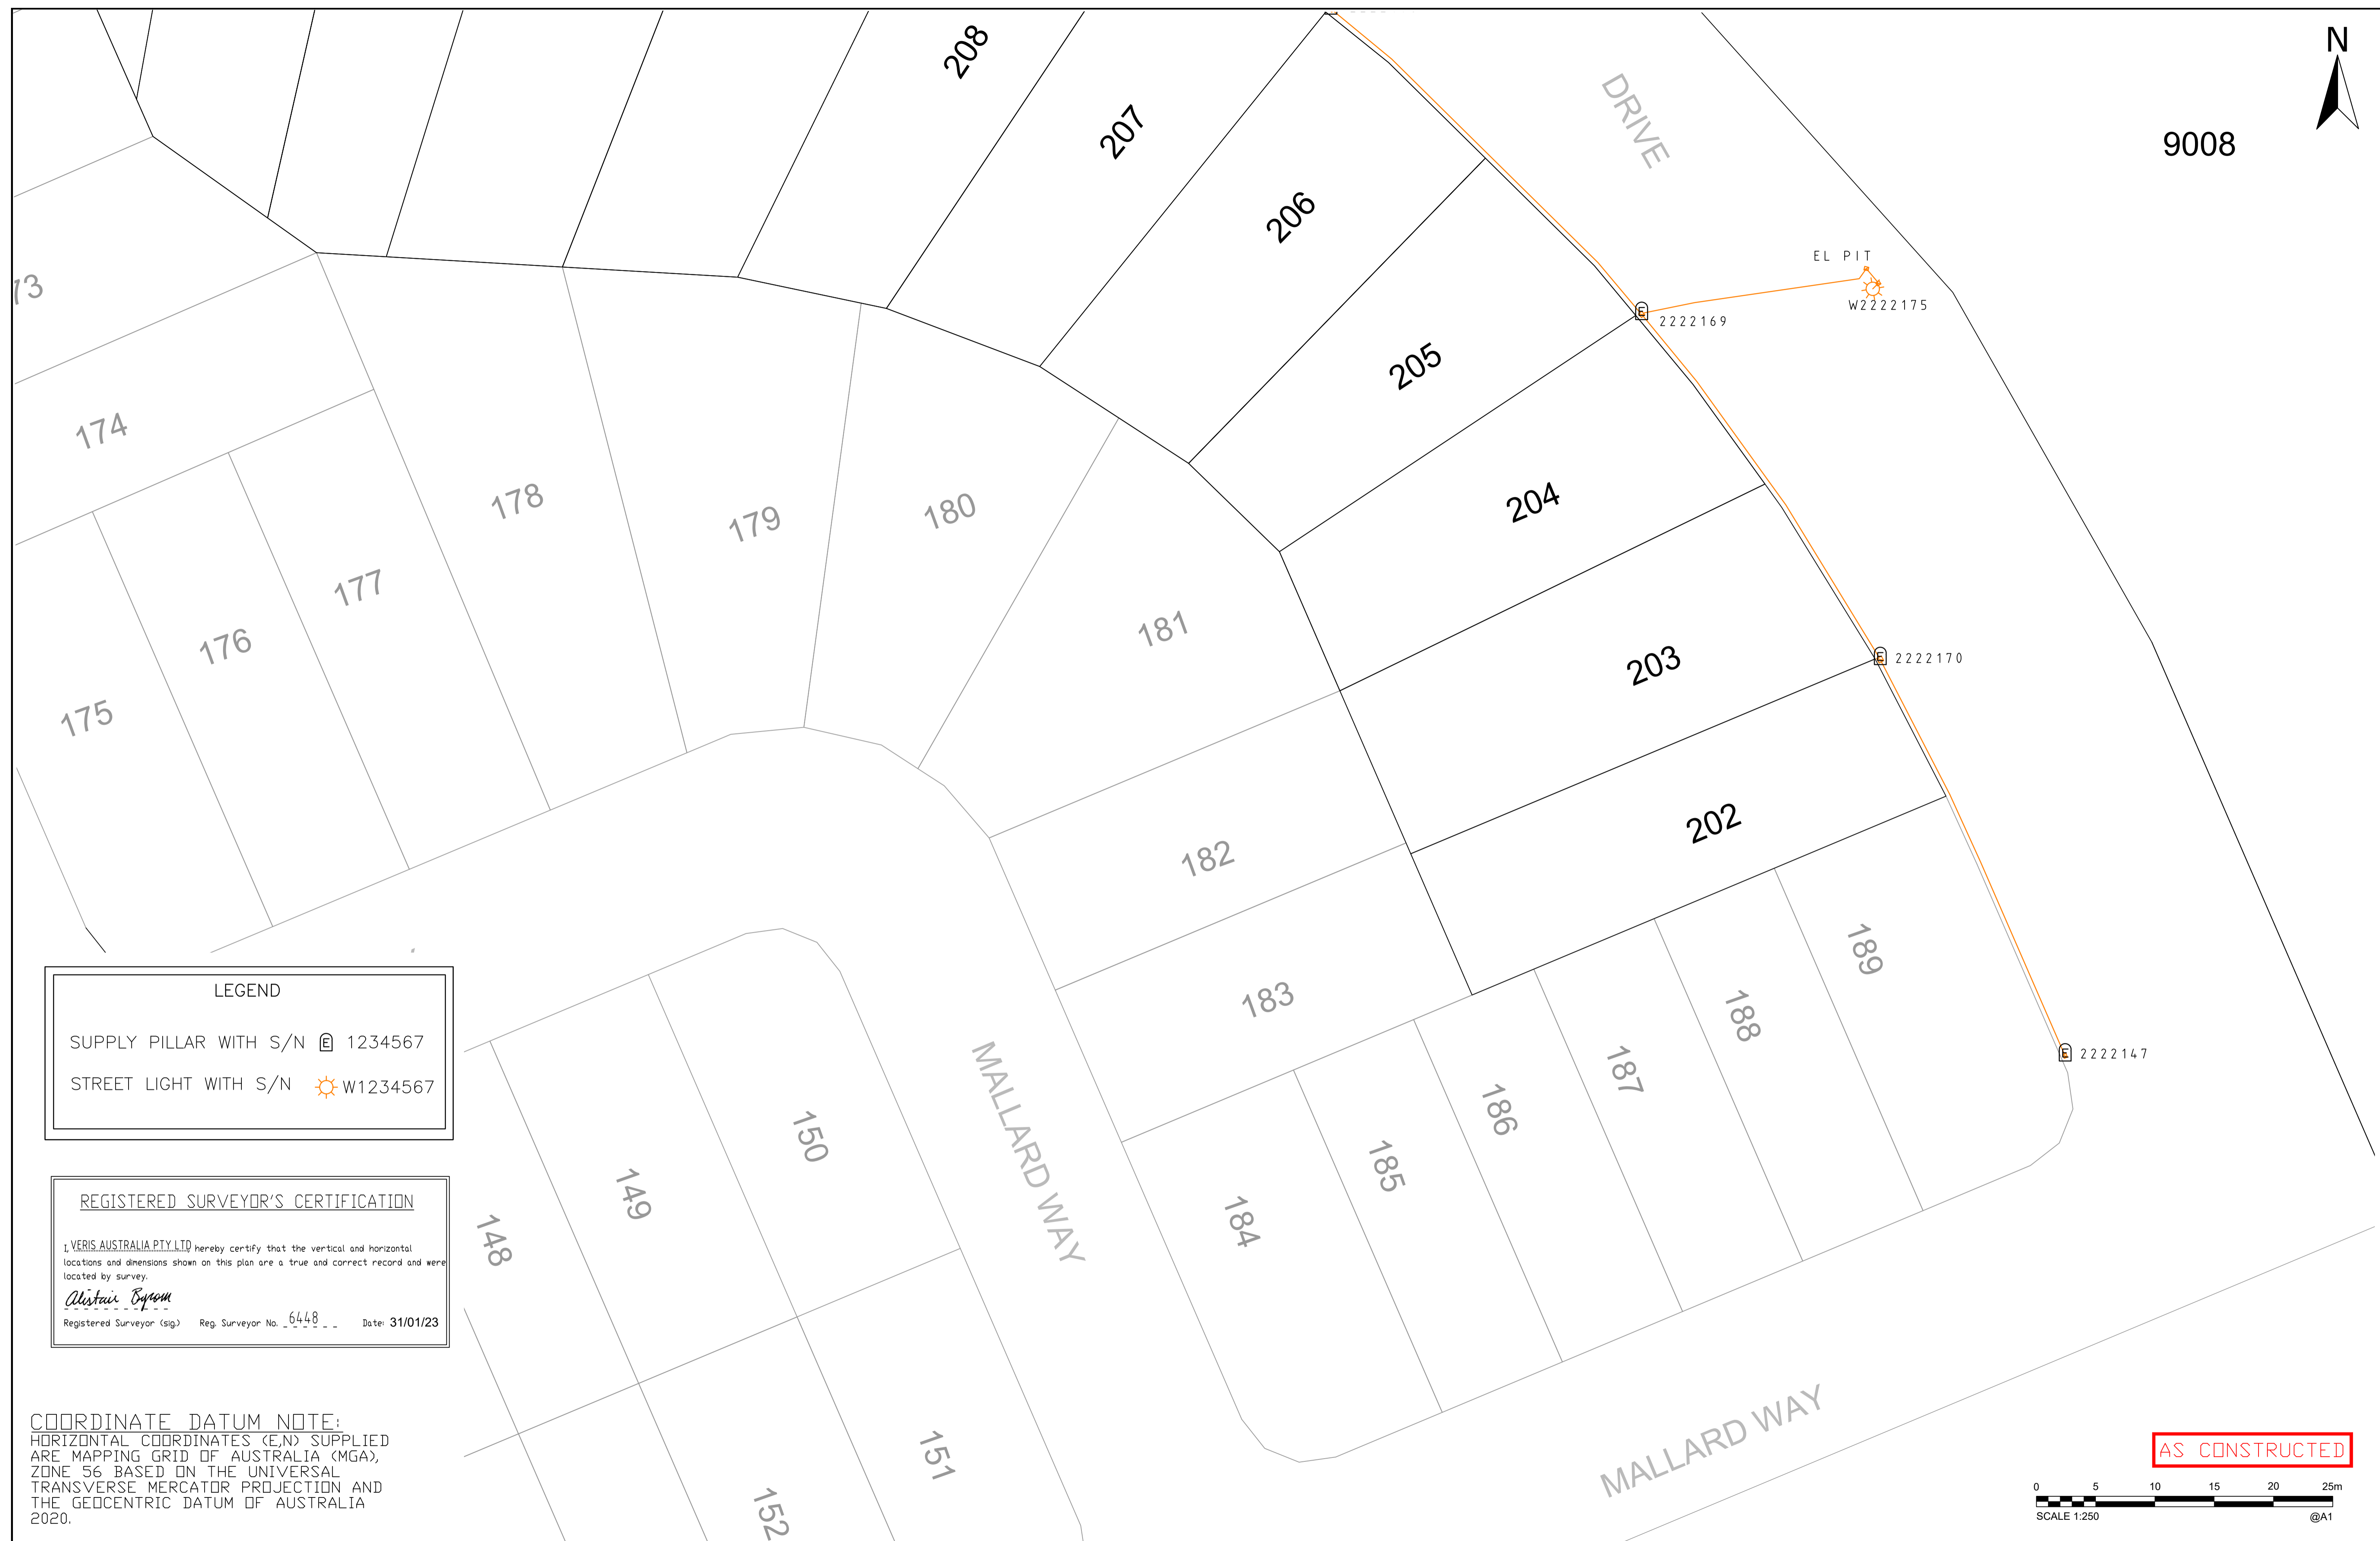 N
208
DRIVE
9008
207
206
EL PIT
73
W2222175
2222169
205
174
178
204
179
180
177
181
176
203
2222170
175
202
182
189
183
188
2222147
187
186
185
184
150
149
148
MALLARD WAY
LEGEND
SUPPLY PILLAR WITH S/N E 1234567
STREET LIGHT WITH S/N W1234567
REGISTERED SURVEYOR'S CERTIFICATION
I, VERIS AUSTRALIA PTY LTD hereby certify that the vertical and horizontal
locations and dimensions shown on this plan are a true and correct record and were
located by survey.
Alistair Byrom
Registered Surveyor (sig.) Reg. Surveyor No. 6448 Date: 31/01/23
COORDINATE DATUM NOTE:
HORIZONTAL COORDINATES (E,N) SUPPLIED
ARE MAPPING GRID OF AUSTRALIA (MGA),
ZONE 56 BASED ON THE UNIVERSAL
TRANSVERSE MERCATOR PROJECTION AND
THE GEOCENTRIC DATUM OF AUSTRALIA
2020.
151
152
MALLARD WAY
AS CONSTRUCTED
0 5 10 15 20 25m
SCALE 1:250 @A1